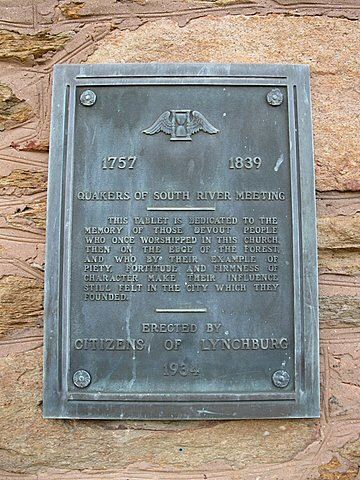 1757 1839
QUAKERS OF SOUTH RIVER MEETING
THIS TABLET IS DEDICATED TO THE
MEMORY OF THOSE DEVOUT PEOPLE
WHO ONCE WORSHIPPED IN THIS CHURCH,
THEN ON THE EDGE OF THE FOREST,
AND WHO BY THEIR EXAMPLE OF
PIETY, FORTITUDE AND FIRMNESS OF
CHARACTER MAKE THEIR INFLUENCE
STILL FELT IN THE CITY WHICH THEY
FOUNDED.
ERECTED BY
CITIZENS OF LYNCHBURG
1934